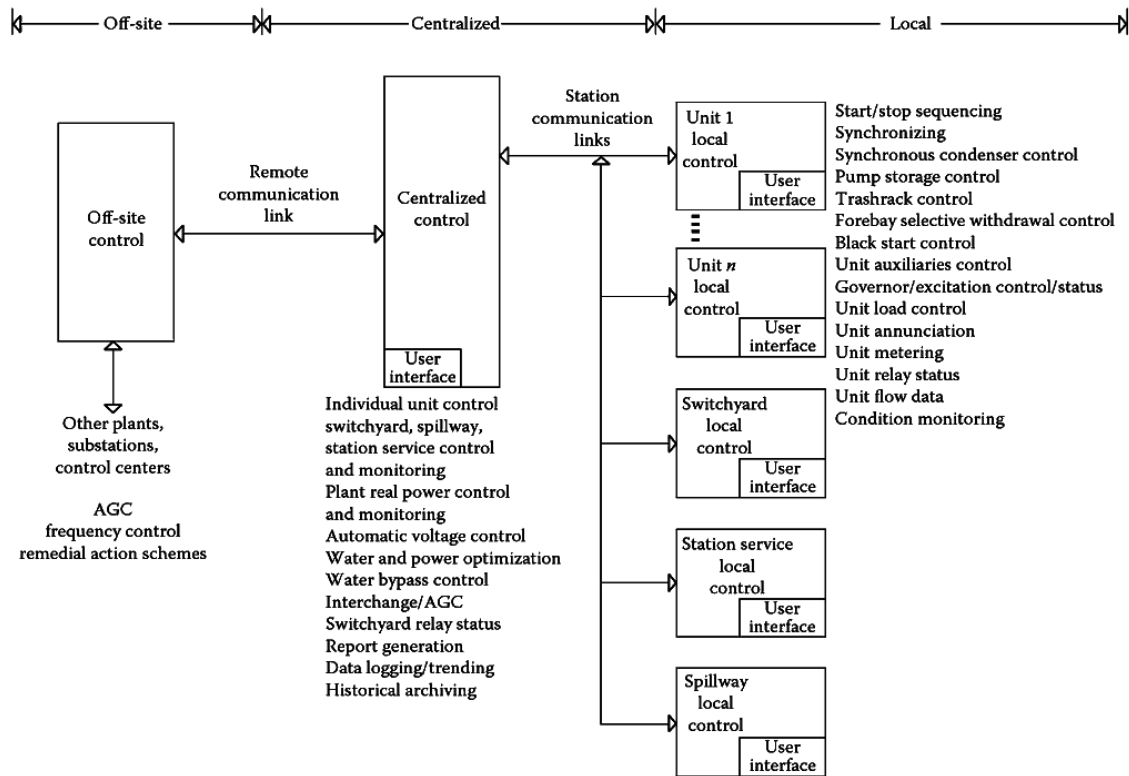 Off-site
Centralized
Local
Off-site
control
Remote
communication
link
Other plants,
substations,
control centers
AGC
frequency control
remedial action schemes
Centralized
control
User
interface
Individual unit control
switchyard, spillway,
station service control
and monitoring
Plant real power control
and monitoring
Automatic voltage control
Water and power optimization
Water bypass control
Interchange/AGC
Switchyard relay status
Report generation
Data logging/trending
Historical archiving
Station
communication
links
Unit 1
local
control
User
interface
Unit n
local
control
User
interface
Switchyard
local
control
User
interface
Station service
local
control
User
interface
Spillway
local
control
User
interface
Start/stop sequencing
Synchronizing
Synchronous condenser control
Pump storage control
Trashrack control
Forebay selective withdrawal control
Black start control
Unit auxiliaries control
Governor/excitation control/status
Unit load control
Unit annunciation
Unit metering
Unit relay status
Unit flow data
Condition monitoring